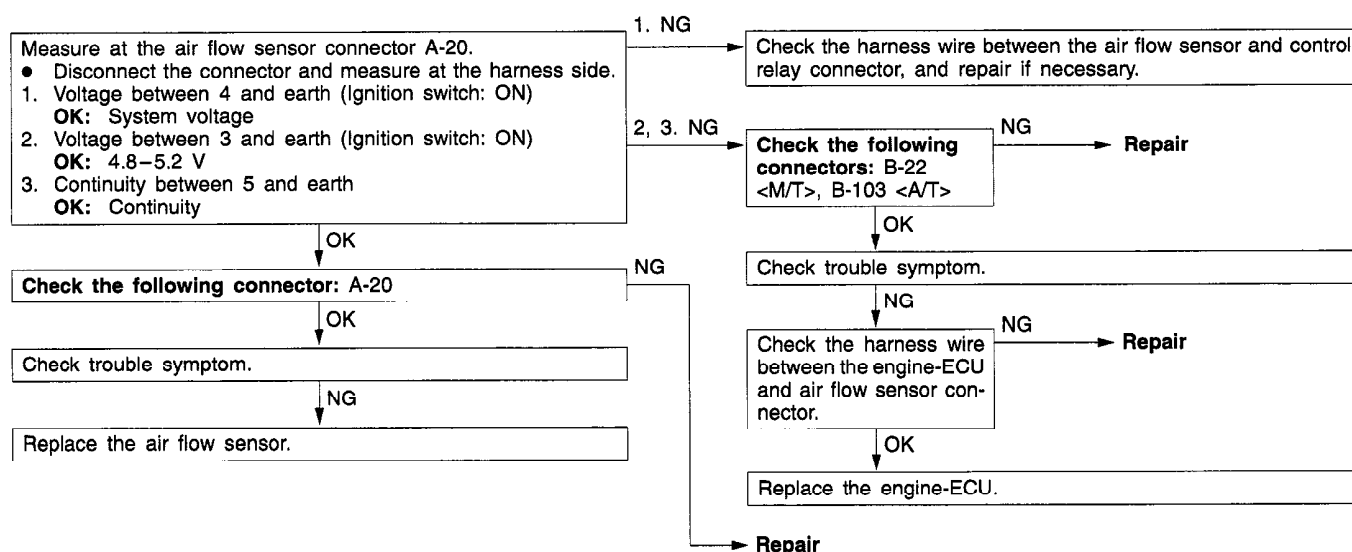 1. NG
Measure at the air flow sensor connector A-20.
● Disconnect the connector and measure at the harness side.
1. Voltage between 4 and earth (Ignition switch: ON)
OK: System voltage
2. Voltage between 3 and earth (Ignition switch: ON)
OK: 4.8–5.2 V
3. Continuity between 5 and earth
OK: Continuity
Check the harness wire between the air flow sensor and control
relay connector, and repair if necessary.
2, 3. NG
Check the following
connectors: B-22
<M/T>, B-103 <A/T>
NG
Repair
OK
Check trouble symptom.
NG
Check the harness wire
between the engine-ECU
and air flow sensor con-
nector.
NG
Repair
OK
Replace the engine-ECU.
OK
Check the following connector: A-20
NG
OK
Check trouble symptom.
NG
Replace the air flow sensor.
Repair